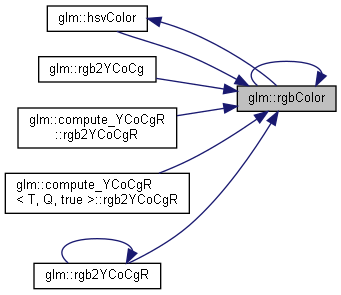 glm::hsvColor
glm::rgb2YCoCg
glm::rgbColor
glm::compute_YCoCgR
::rgb2YCoCgR
glm::compute_YCoCgR
< T, Q, true >::rgb2YCoCgR
glm::rgb2YCoCgR